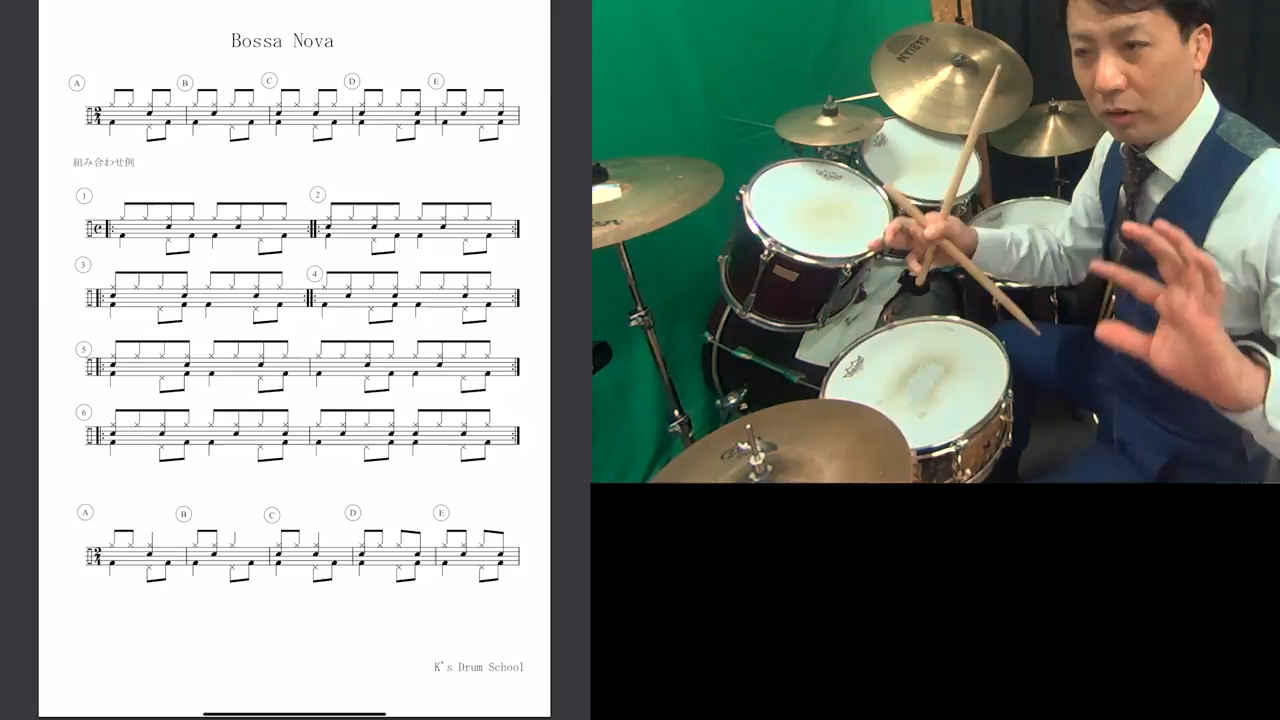 Bossa Nova
A B C D E
組み合わせ例
1 2
3 4
5
6
A B C D E
K's Drum School
SABIAN